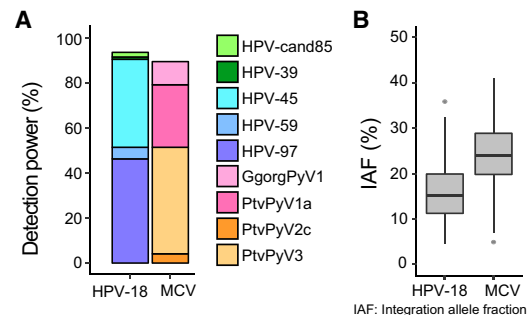 A
Detection power (%)
100
80
60
40
20
0
HPV-18
MCV
HPV-cand85
HPV-39
HPV-45
HPV-59
HPV-97
GgorgPyV1
PtvPyV1a
PtvPyV2c
PtvPyV3
B
IAF (%)
50
40
30
20
10
0
HPV-18
MCV
IAF: Integration allele fraction